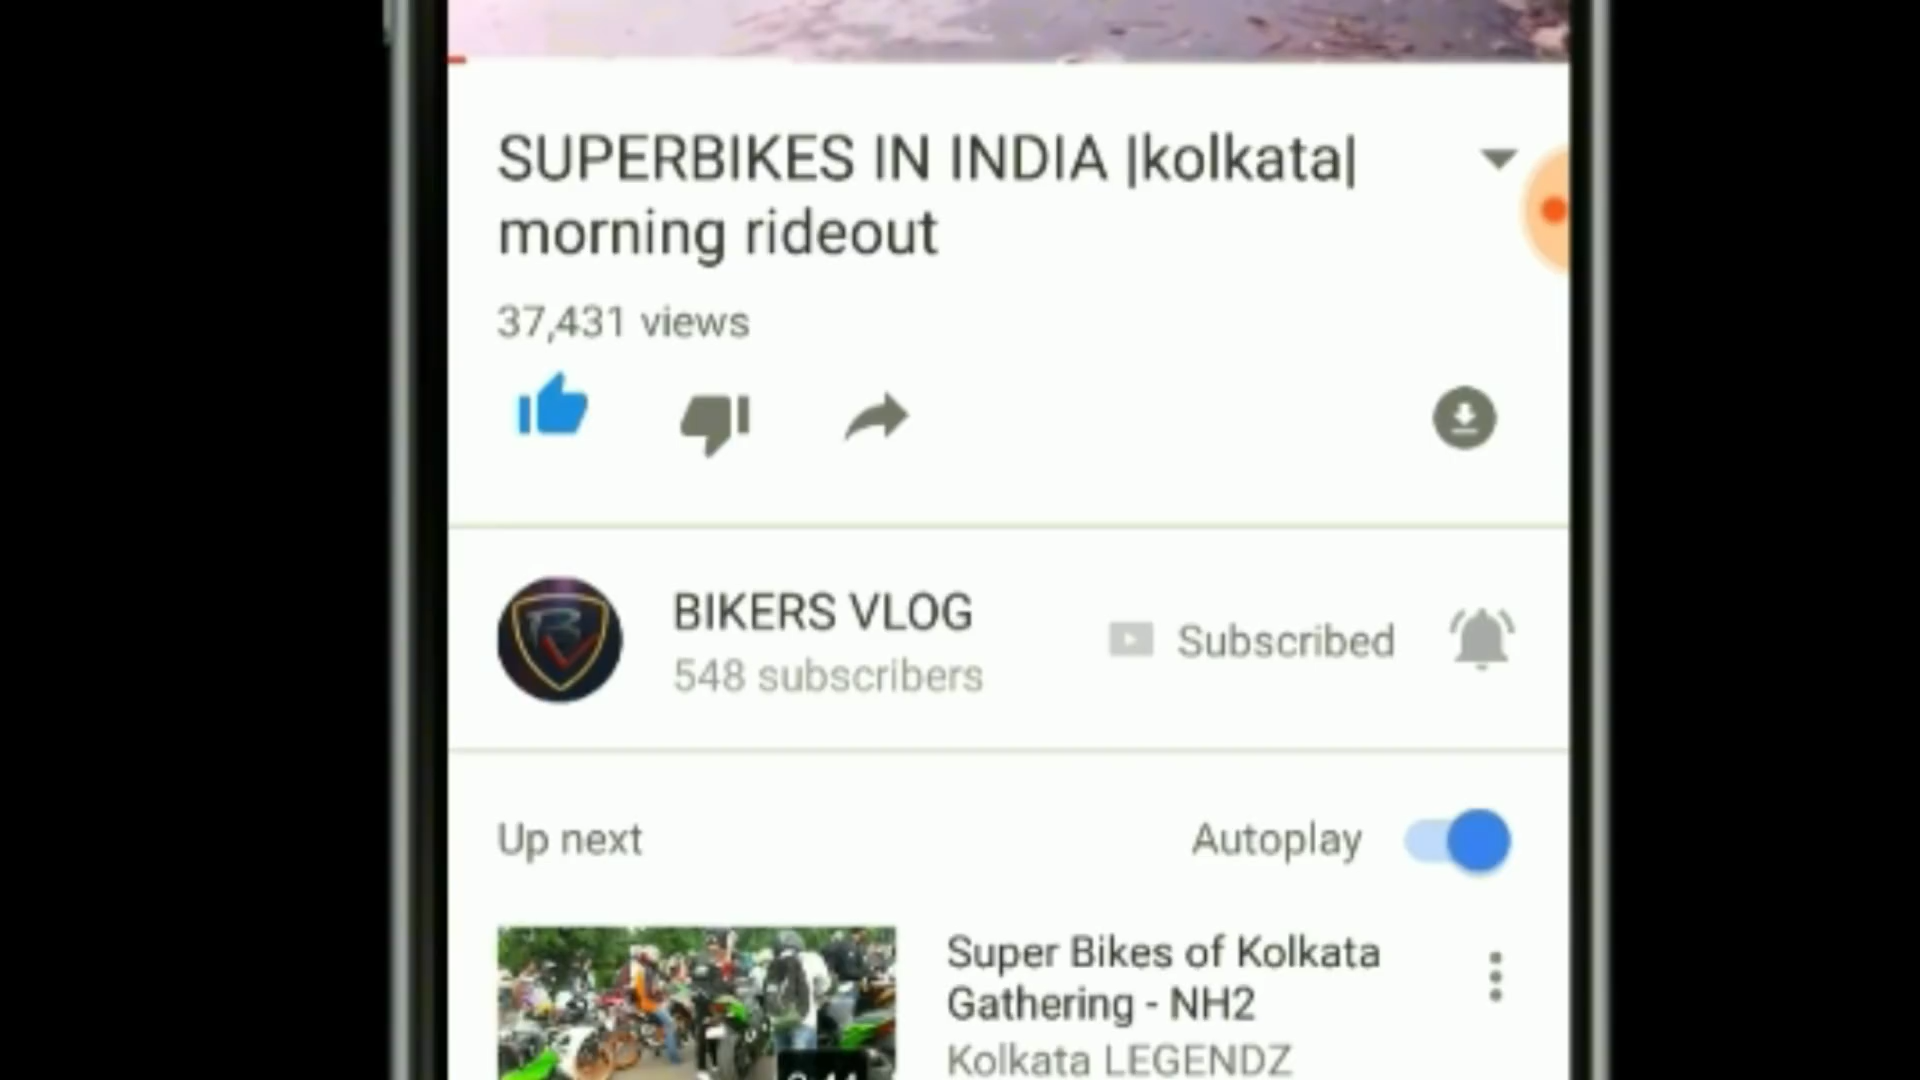 SUPERBIKES IN INDIA |kolkata|
morning rideout
37,431 views
BIKERS VLOG
548 subscribers
Subscribed
Up next
Autoplay
Super Bikes of Kolkata
Gathering - NH2
Kolkata LEGENDZ